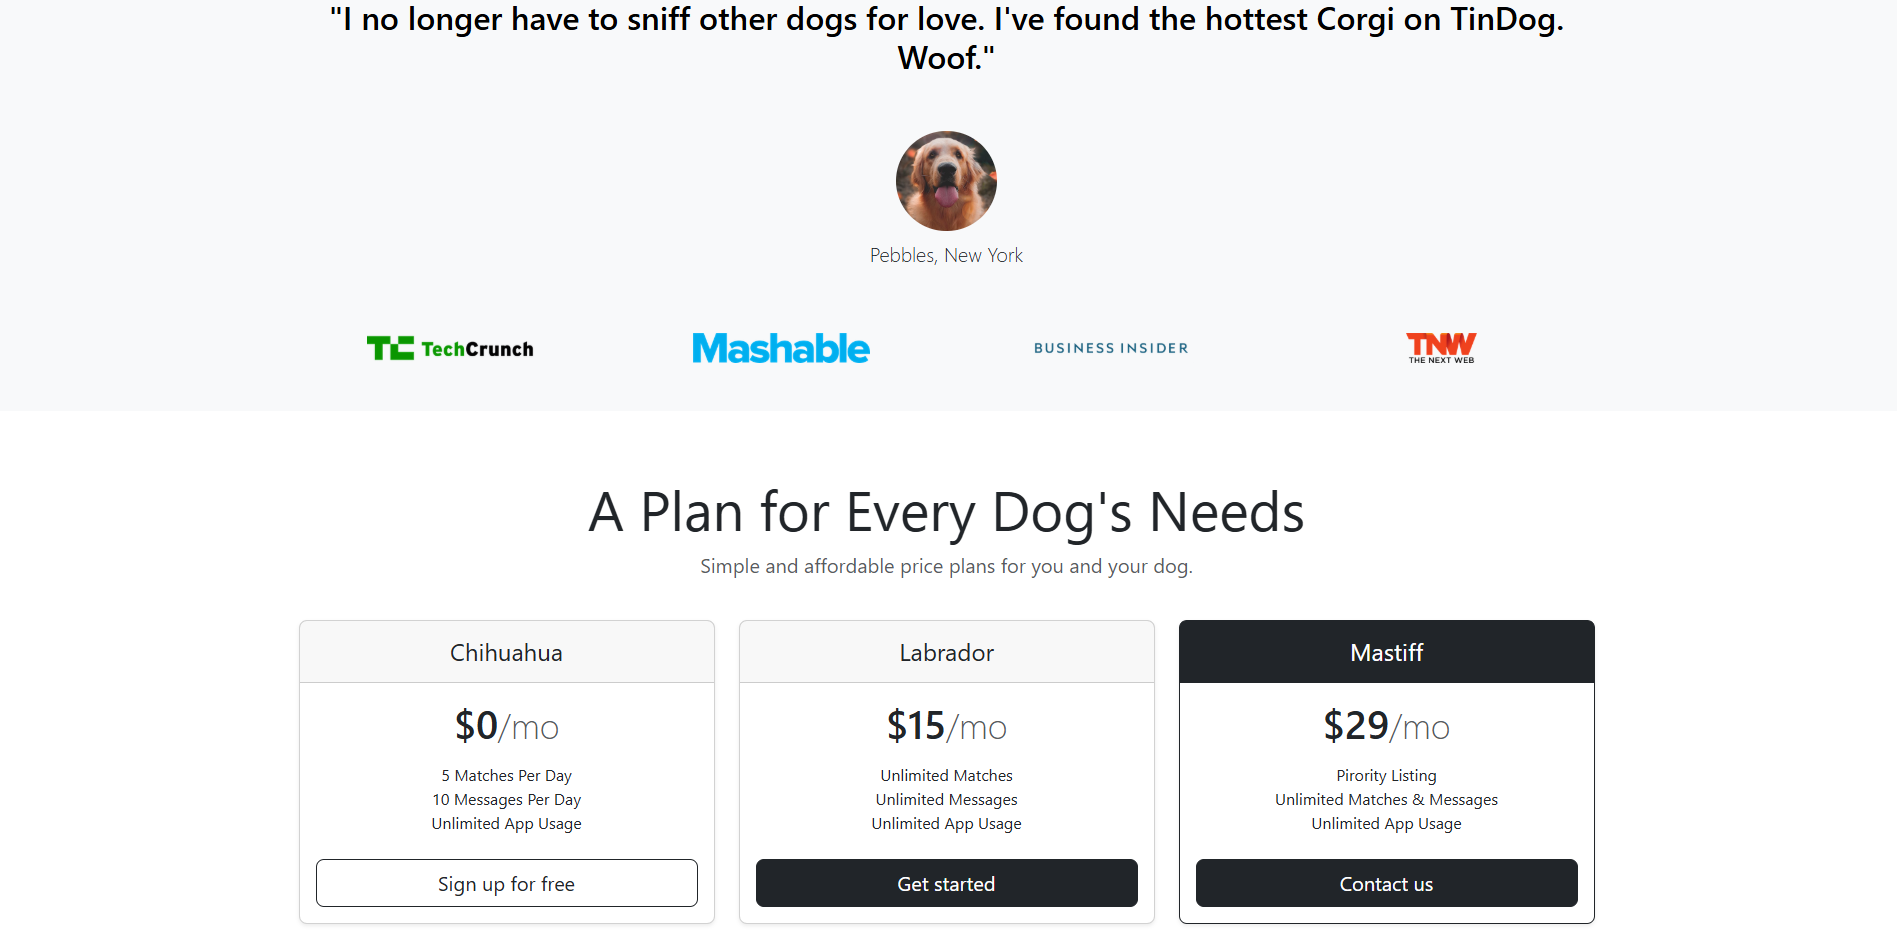 "I no longer have to sniff other dogs for love. I've found the hottest Corgi on TinDog.
Woof."
Pebbles, New York
TC TechCrunch
Mashable
BUSINESS INSIDER
TNW
THE NEXT WEB
A Plan for Every Dog's Needs
Simple and affordable price plans for you and your dog.
Chihuahua
$0/mo
5 Matches Per Day
10 Messages Per Day
Unlimited App Usage
Sign up for free
Labrador
$15/mo
Unlimited Matches
Unlimited Messages
Unlimited App Usage
Get started
Mastiff
$29/mo
Pirority Listing
Unlimited Matches & Messages
Unlimited App Usage
Contact us